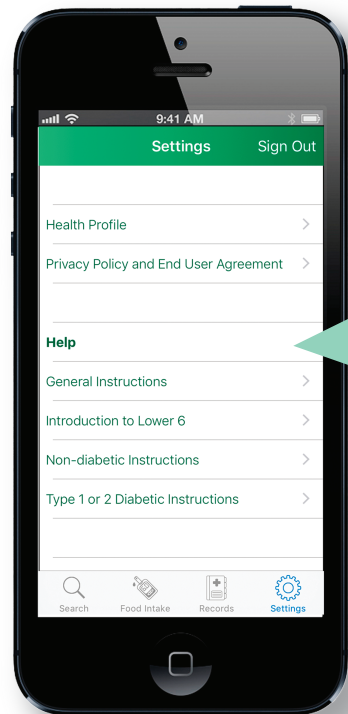 9:41 AM
Settings Sign Out
Health Profile
Privacy Policy and End User Agreement
Help
General Instructions
Introduction to Lower 6
Non-diabetic Instructions
Type 1 or 2 Diabetic Instructions
Search Food Intake Records Settings